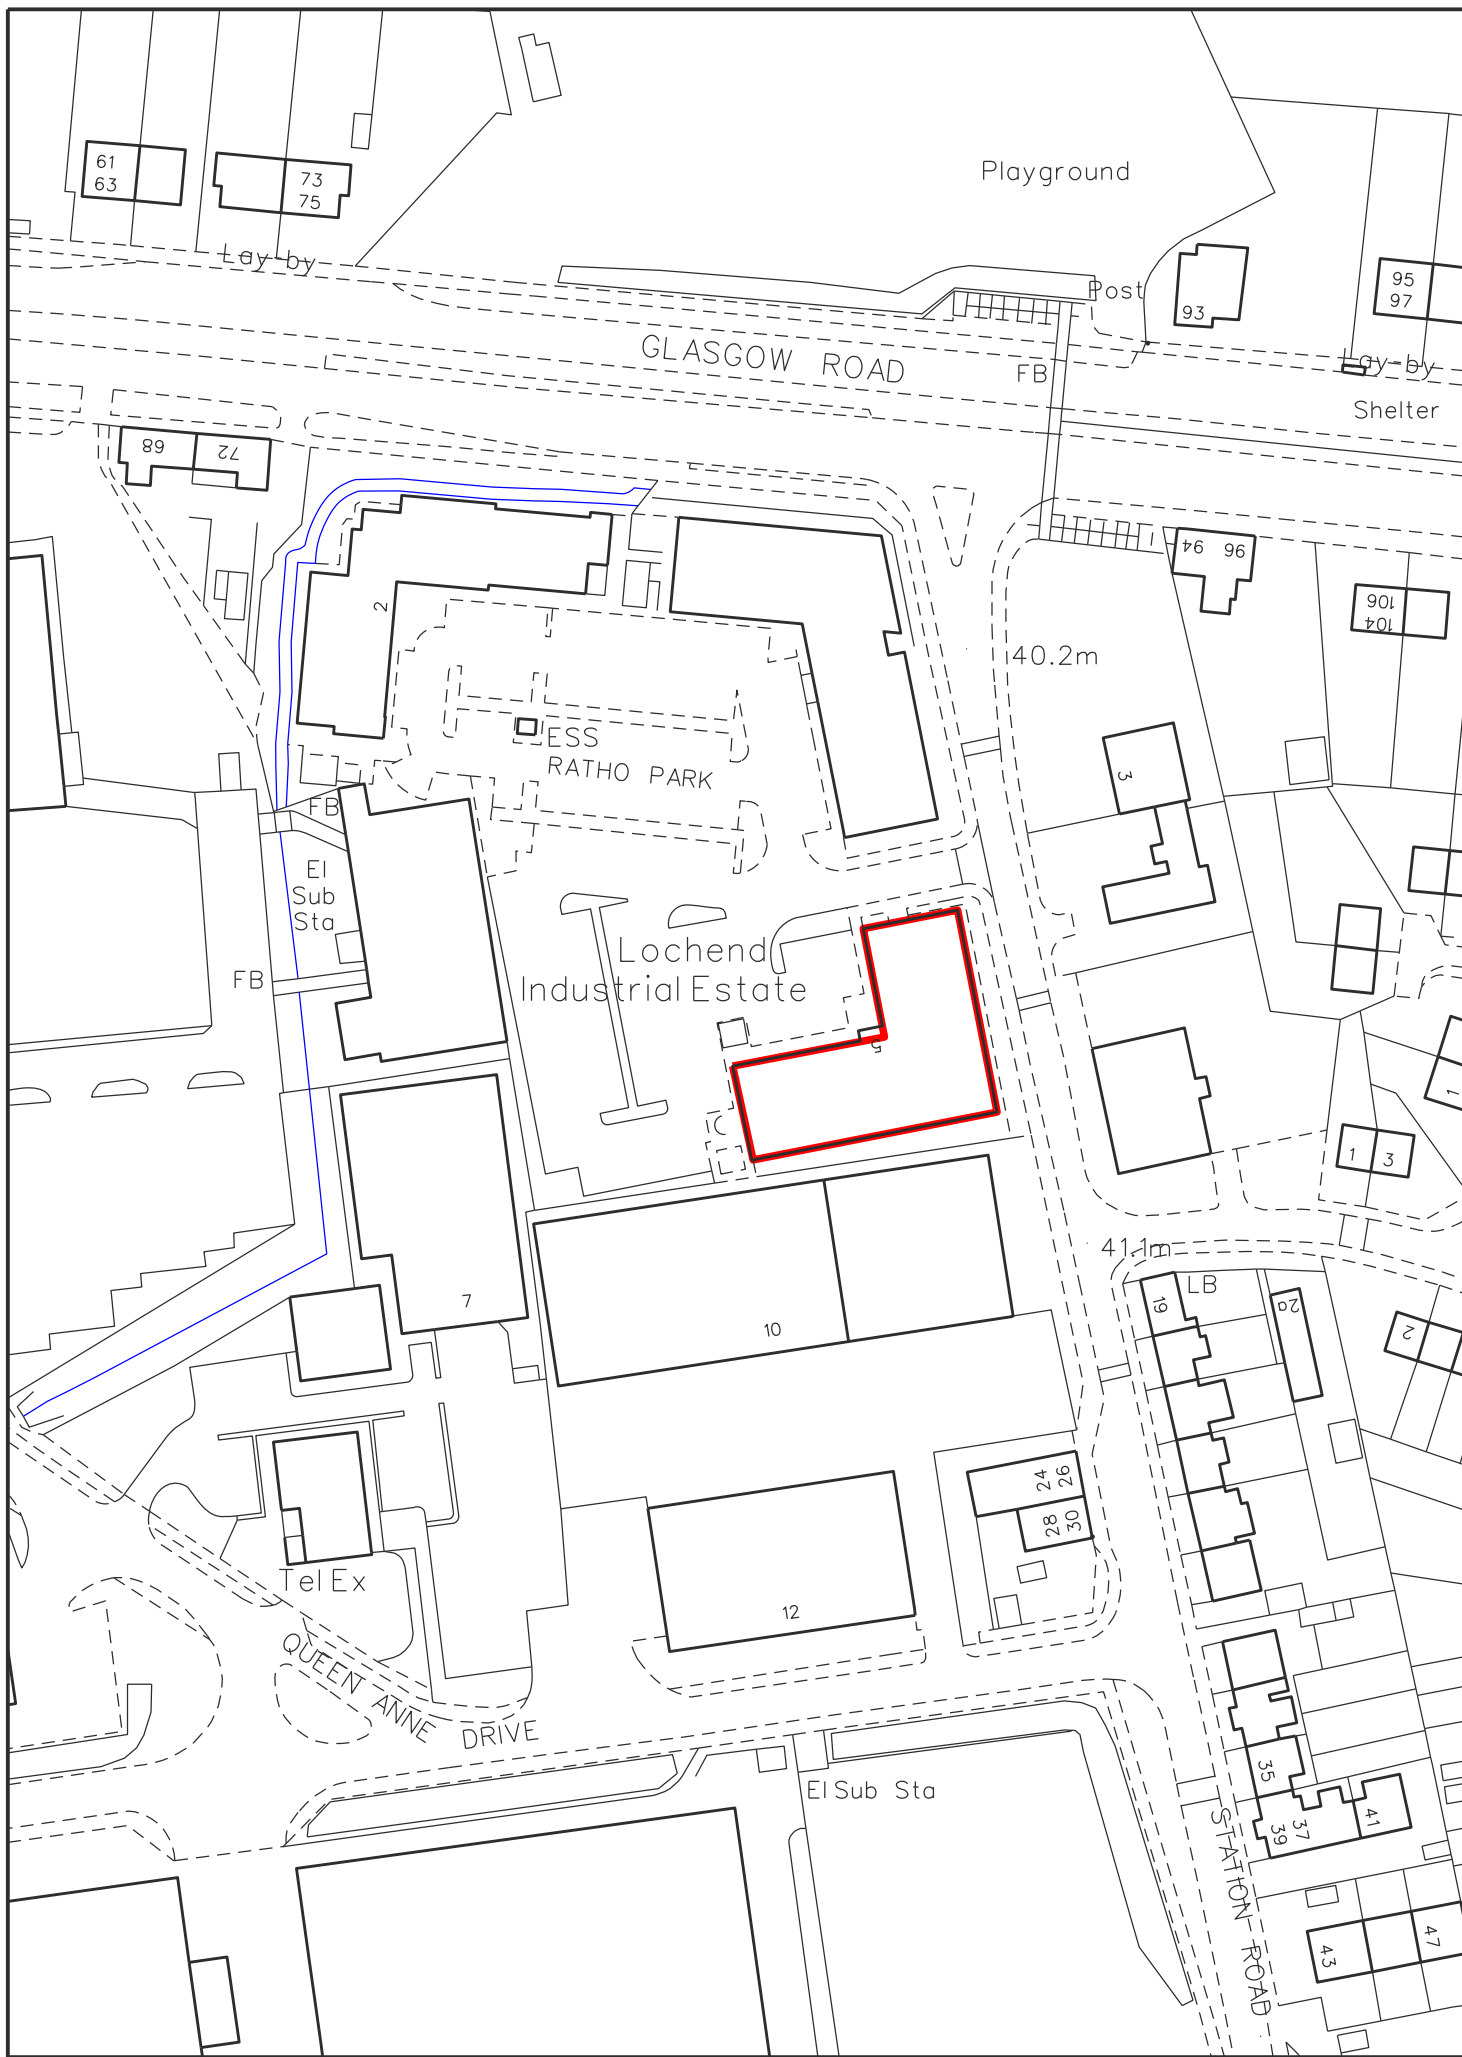 Playground
61
63
73
75
Lay-by
Post
93
95
97
GLASGOW ROAD
FB
Lay-by
Shelter
68
72
94 96
106
104
2
40.2m
ESS
RATHO PARK
3
FB
El
Sub
Sta
FB
Lochend
Industrial Estate
5
1
1 3
41.1m
LB
19
20
2
7
10
24
26
28
30
Tel Ex
12
QUEEN ANNE DRIVE
El Sub Sta
35
37
39
41
STATION ROAD
43
47